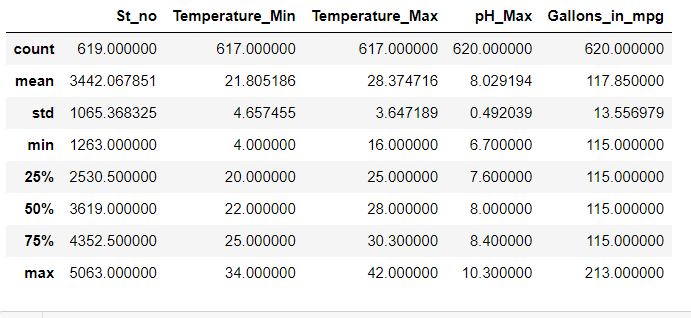 St_no Temperature_Min Temperature_Max pH_Max Gallons_in_mpg
count 619.000000 617.000000 617.000000 620.000000 620.000000
mean 3442.067851 21.805186 28.374716 8.029194 117.850000
std 1065.368325 4.657455 3.647189 0.492039 13.556979
min 1263.000000 4.000000 16.000000 6.700000 115.000000
25% 2530.500000 20.000000 25.000000 7.600000 115.000000
50% 3619.000000 22.000000 28.000000 8.000000 115.000000
75% 4352.500000 25.000000 30.300000 8.400000 115.000000
max 5063.000000 34.000000 42.000000 10.300000 213.000000